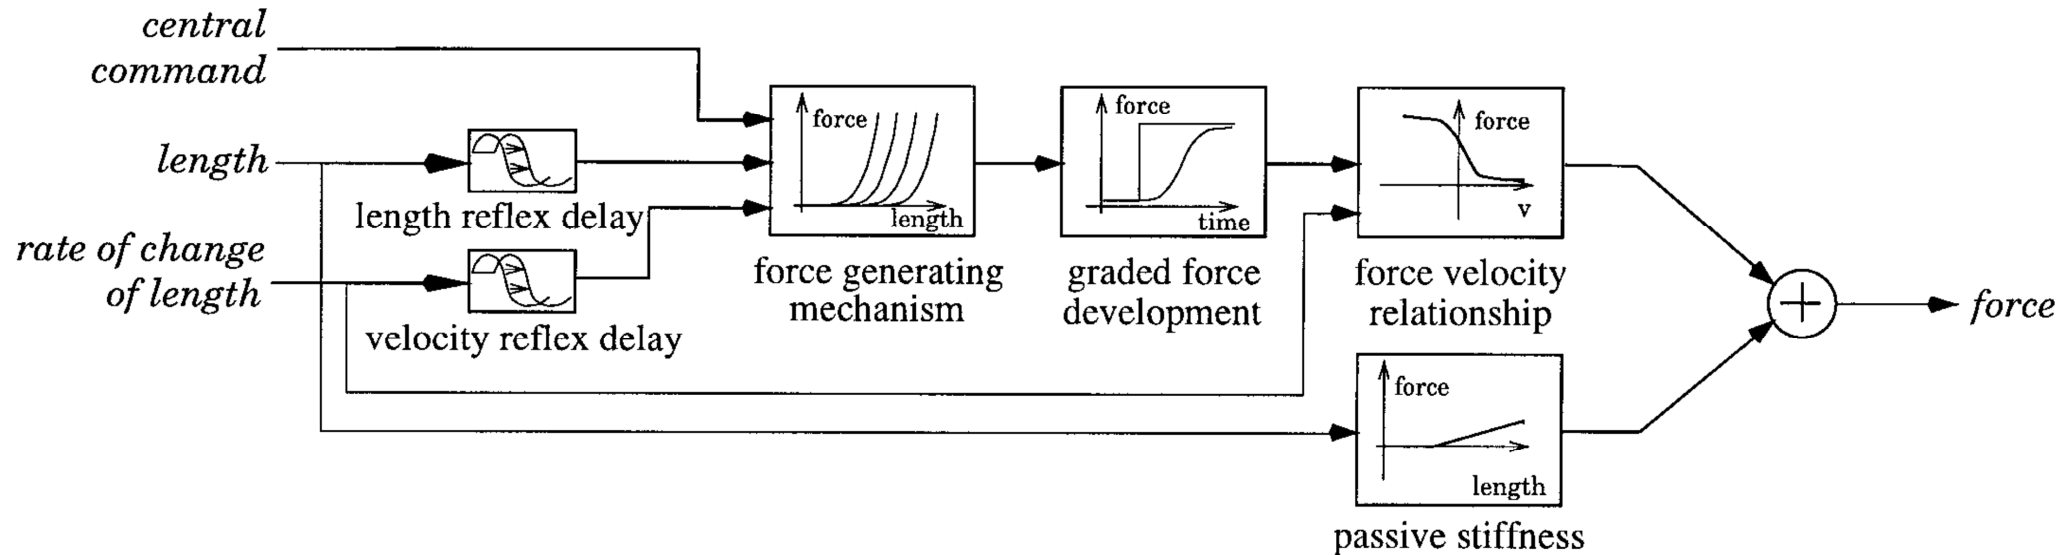 central
command
length
length reflex delay
rate of change
of length
velocity reflex delay
force
length
force generating
mechanism
force
time
graded force
development
force
v
force velocity
relationship
force
length
passive stiffness
+
force